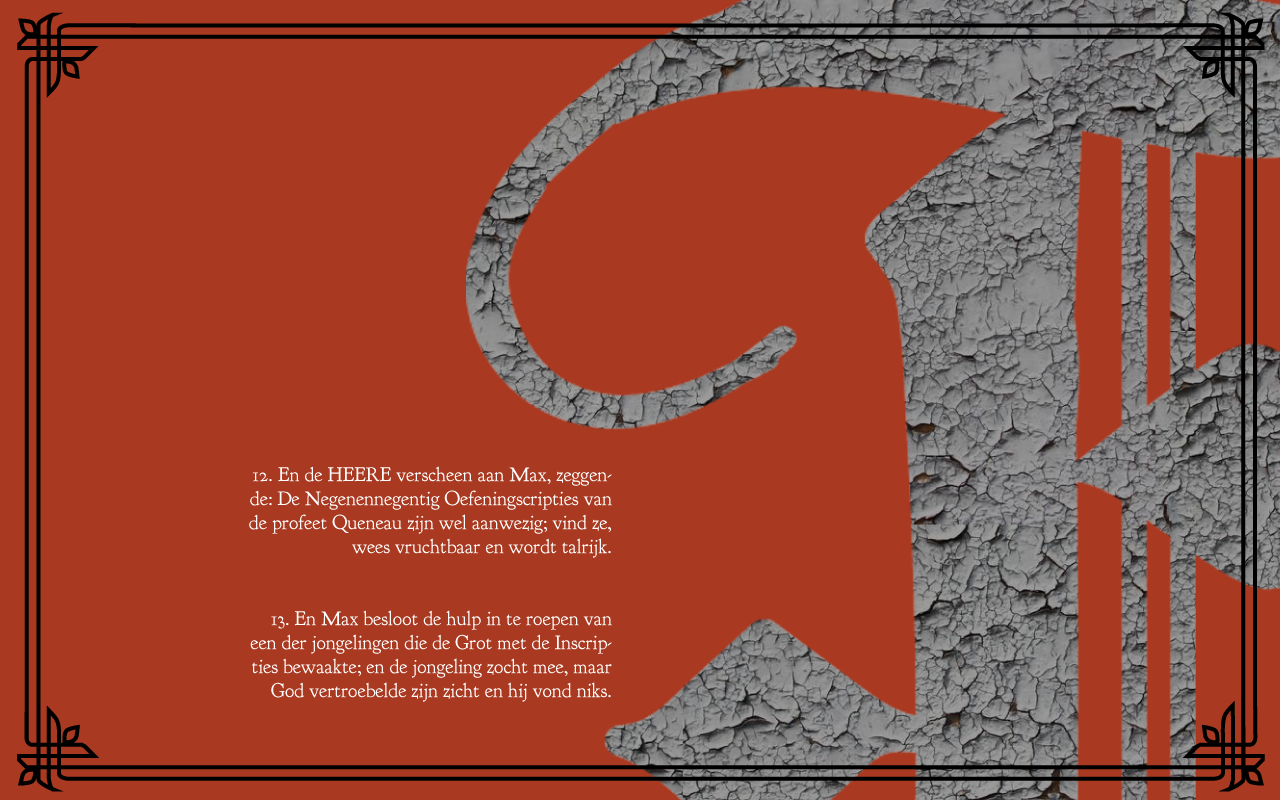 12. En de HEERE verscheen aan Max, zeggen-
de: De Negenennegentig Oefeningscripties van
de profeet Queneau zijn wel aanwezig; vind ze,
wees vruchtbaar en wordt talrijk.
13. En Max besloot de hulp in te roepen van
een der jongelingen die de Grot met de Inscrip-
ties bewaakte; en de jongeling zocht mee, maar
God vertroebelde zijn zicht en hij vond niks.